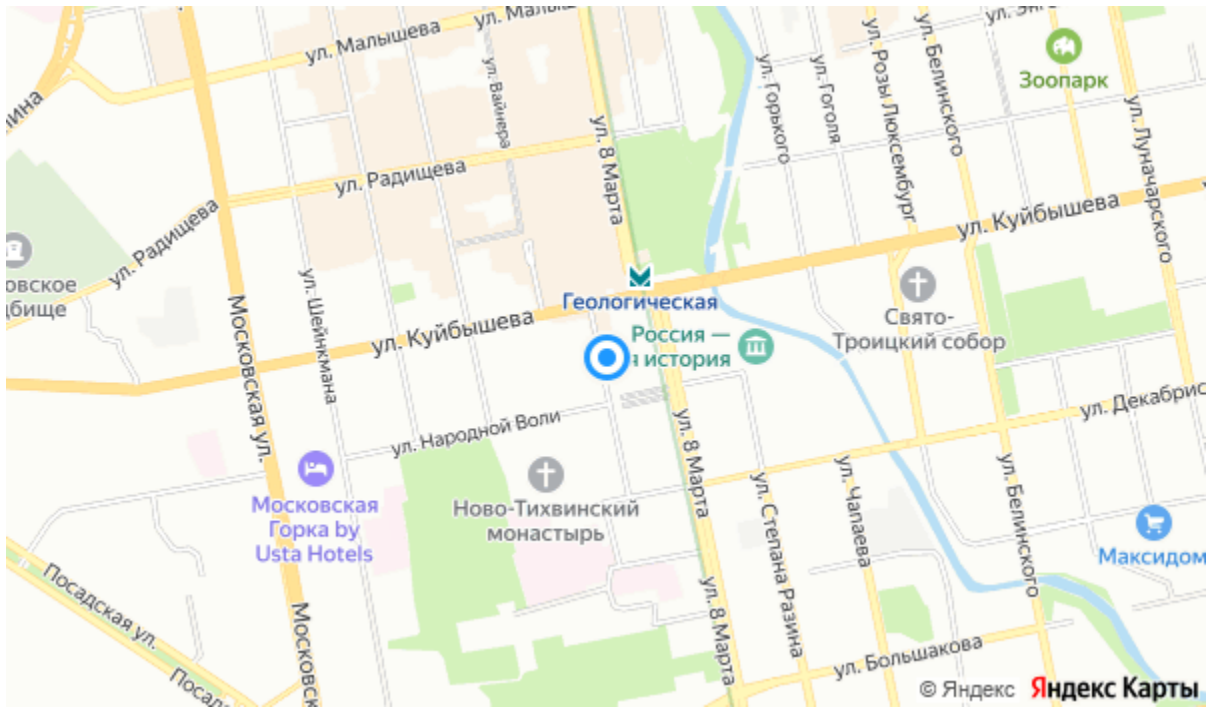 ул. Малышева
ул. Малыш
ул. Вайнера
ул. 8 Марта
ул. Горького
ул. Гоголя
ул. Розы Люксембург
ул. Белинского
ул. Эн
Зоопарк
ул. Луначарского
ина
ул. Радищева
ул. Радищева
ул. Куйбышева
овское
дбище
ул. Шейнкмана
Московская ул.
Геологическая
ул. Куйбышева
Россия —
я история
Свято-
Троицкий собор
ул. Декабрис
ул. Народной Воли
ул. 8 Марта
Московская
Горка by
Usta Hotels
Ново-Тихвинский
монастырь
ул. Степана Разина
ул. Чапаева
ул. Белинского
Максидом
Посадская ул.
Московск
ул. 8 Марта
ул. Большакова
Посадс
© Яндекс Яндекс Карты